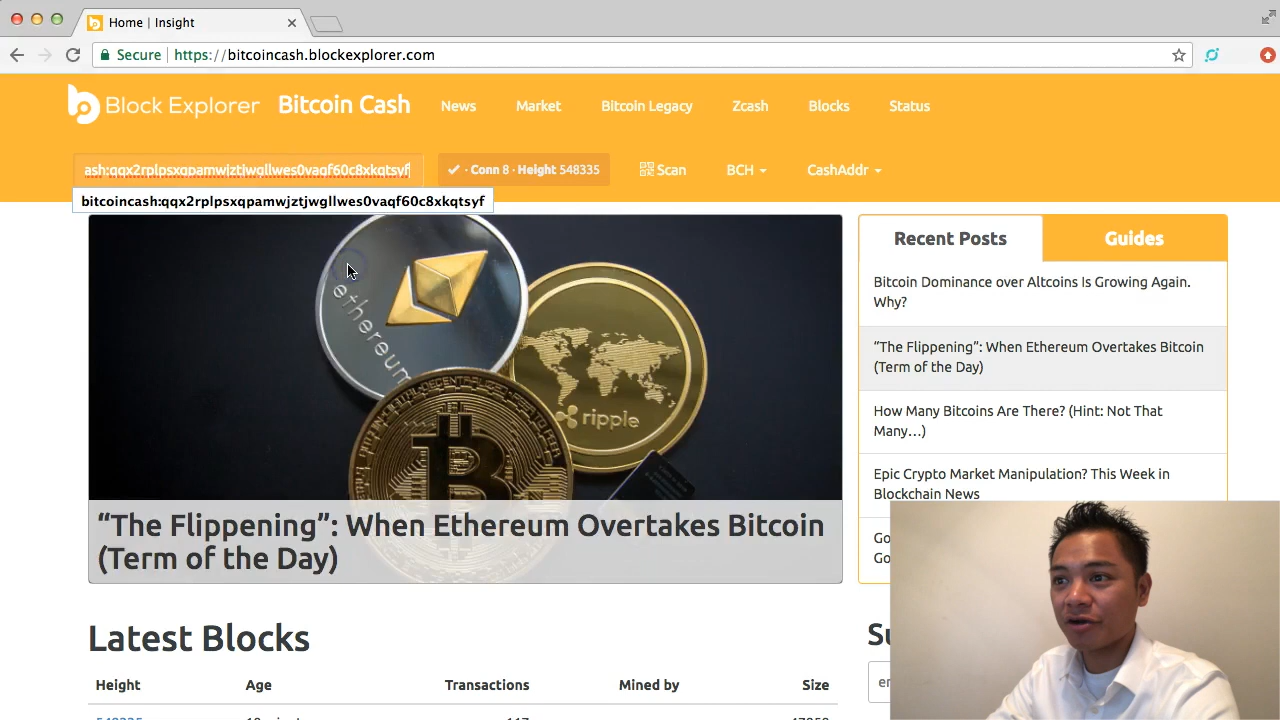 Home | Insight
Secure https://bitcoincash.blockexplorer.com
Block Explorer Bitcoin Cash News Market Bitcoin Legacy Zcash Blocks Status
ash:qqx2rplpsxqpamwjztjwgllwes0vaqf60c8xkqtsyf · Conn 8 · Height 548335 Scan BCH CashAddr
bitcoincash:qqx2rplpsxqpamwjztjwgllwes0vaqf60c8xkqtsyf
ethereum
ripple
“The Flippening”: When Ethereum Overtakes Bitcoin
(Term of the Day)
Recent Posts Guides
Bitcoin Dominance over Altcoins Is Growing Again.
Why?
“The Flippening”: When Ethereum Overtakes Bitcoin
(Term of the Day)
How Many Bitcoins Are There? (Hint: Not That
Many…)
Epic Crypto Market Manipulation? This Week in
Blockchain News
Latest Blocks
Height Age Transactions Mined by Size